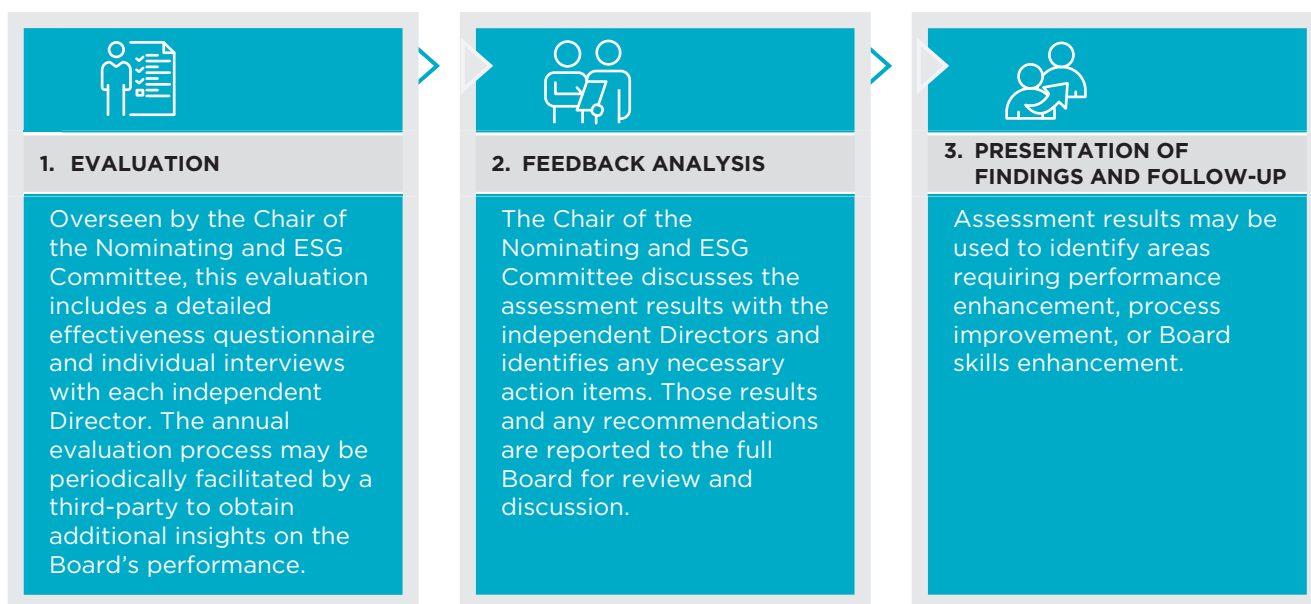 1. EVALUATION
Overseen by the Chair of
the Nominating and ESG
Committee, this evaluation
includes a detailed
effectiveness questionnaire
and individual interviews
with each independent
Director. The annual
evaluation process may be
periodically facilitated by a
third-party to obtain
additional insights on the
Board’s performance.
2. FEEDBACK ANALYSIS
The Chair of the
Nominating and ESG
Committee discusses the
assessment results with the
independent Directors and
identifies any necessary
action items. Those results
and any recommendations
are reported to the full
Board for review and
discussion.
3. PRESENTATION OF
FINDINGS AND FOLLOW-UP
Assessment results may be
used to identify areas
requiring performance
enhancement, process
improvement, or Board
skills enhancement.